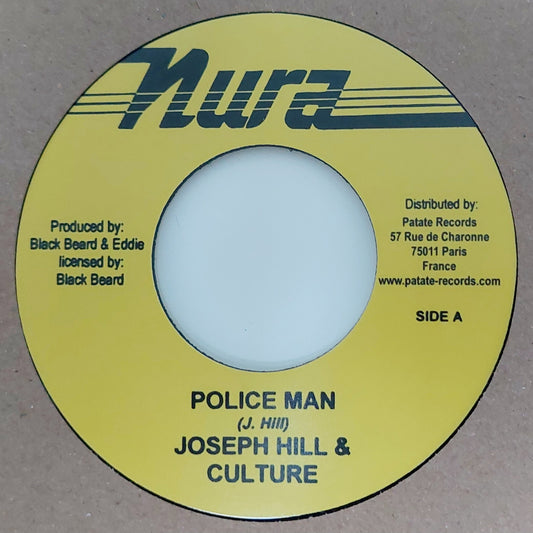 Nura
Produced by:
Black Beard & Eddie
licensed by:
Black Beard
Distributed by:
Patate Records
57 Rue de Charonne
75011 Paris
France
www.patate-records.com
SIDE A
POLICE MAN
(J. Hill)
JOSEPH HILL &
CULTURE